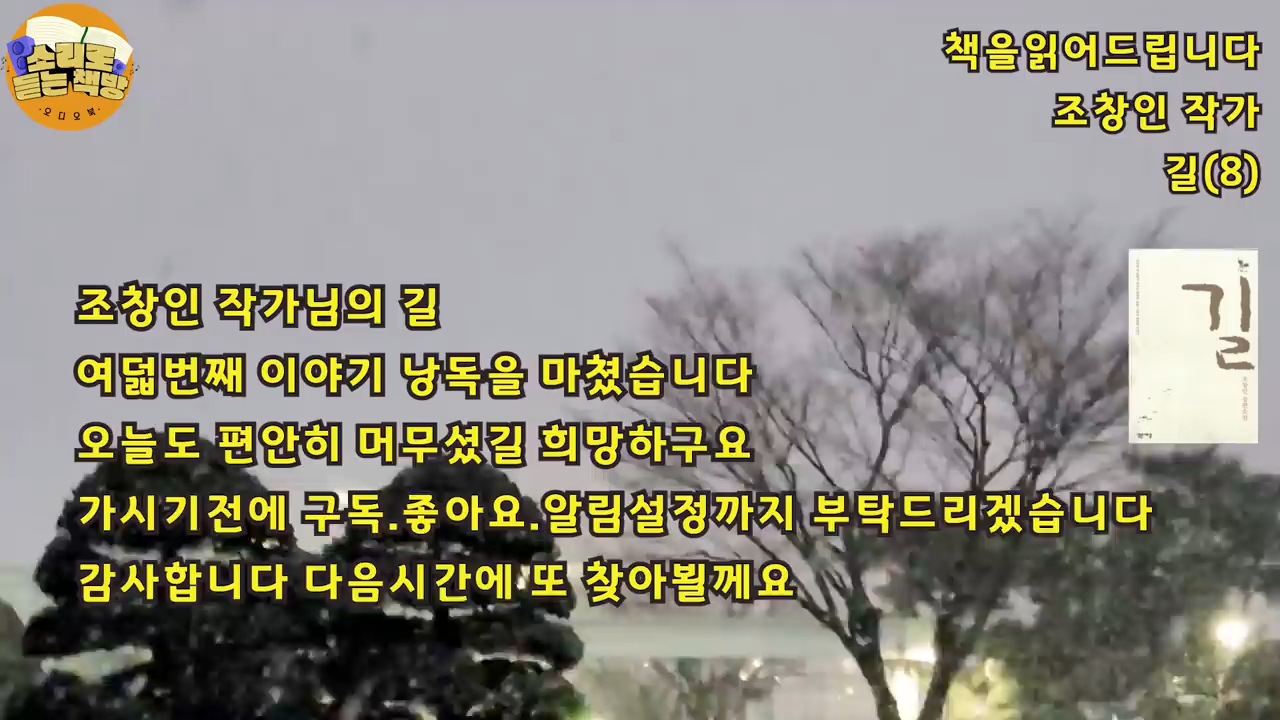 소리로
듣는 책방
·오디오북·
책을읽어드립니다
조창인 작가
길(8)
조창인 작가님의 길
여덟번째 이야기 낭독을 마쳤습니다
오늘도 편안히 머무셨길 희망하구요
가시기전에 구독.좋아요.알림설정까지 부탁드리겠습니다
감사합니다 다음시간에 또 찾아뵐께요
길